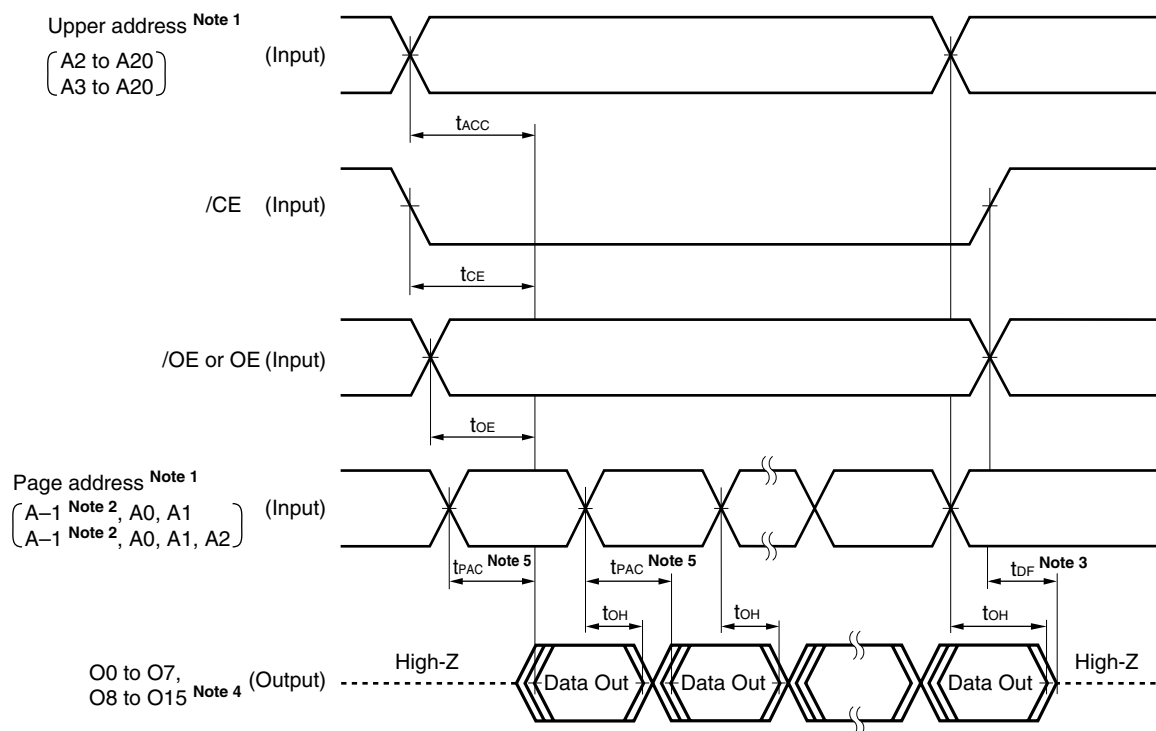 Upper address Note 1
(Input)
A2 to A20
A3 to A20
tACC
/CE (Input)
tCE
/OE or OE (Input)
tOE
Page address Note 1
(Input)
A–1 Note 2, A0, A1
A–1 Note 2, A0, A1, A2
tPAC Note 5
tPAC Note 5
tDF Note 3
tOH
tOH
tOH
O0 to O7,
O8 to O15 Note 4
(Output)
High-Z
Data Out
Data Out
Data Out
High-Z